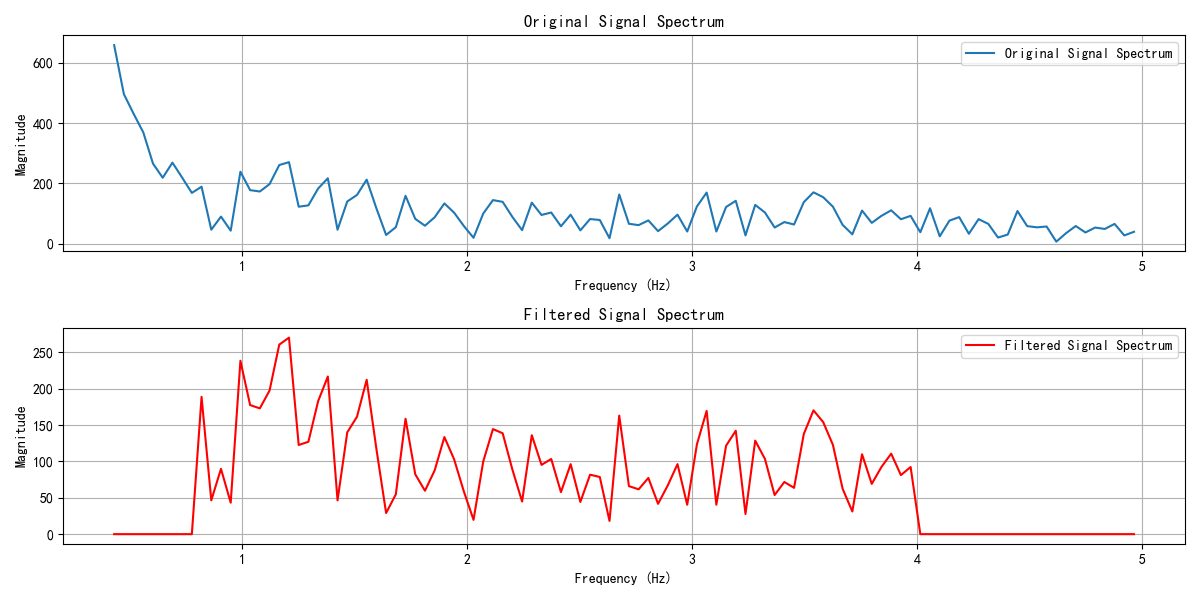 Original Signal Spectrum
Original Signal Spectrum
Magnitude
600
400
200
0
1 2 3 4 5
Frequency (Hz)
Filtered Signal Spectrum
Filtered Signal Spectrum
Magnitude
250
200
150
100
50
0
1 2 3 4 5
Frequency (Hz)